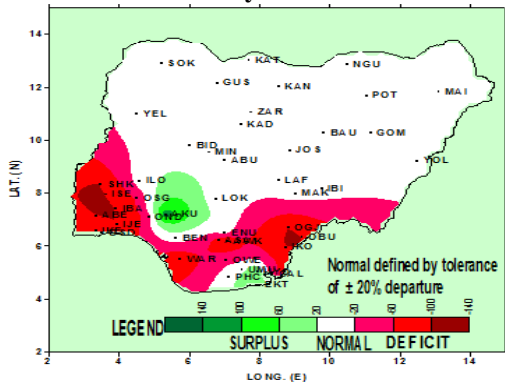 14
SOK
KAT
NGU
GUS
KAN
POT
MAI
12
YEL
ZAR
KAD
BAU
GOM
10
BID
MIN
ABU
JOS
YOL
SHK
ILO
LAF
IBI
ISE
OSG
LOK
MAK
8
IBA
AKU
ABE
OND
IJE
BEN
ENU
OG
OBU
IKO
6
WAR
OWE
PHC
EKT
4
2
LAT. (N)
Normal defined by tolerance
of ± 20% departure
140 100 60 20 20 60 100 -140
LEGEND
SURPLUS NORMAL DEFICIT
2 4 6 8 10 12 14
LONG. (E)